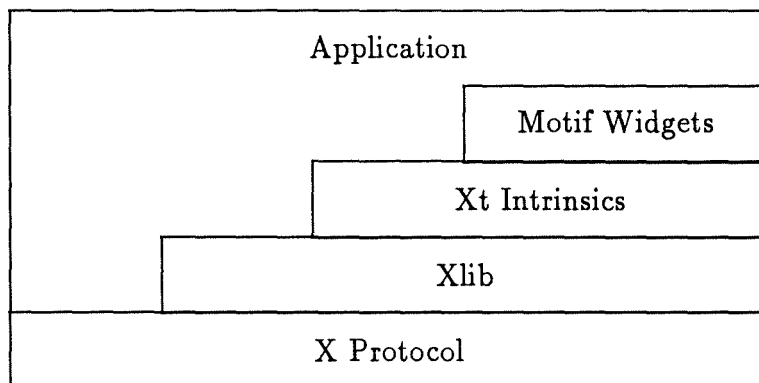 Application
Motif Widgets
Xt Intrinsics
Xlib
X Protocol